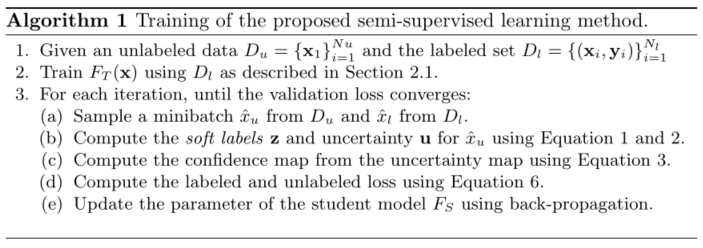 Algorithm 1 Training of the proposed semi-supervised learning method.
1. Given an unlabeled data $D_u = \{\mathbf{x}_1\}_{i=1}^{N_u}$ and the labeled set $D_l = \{(\mathbf{x}_i, \mathbf{y}_i)\}_{i=1}^{N_l}$
2. Train $F_T(\mathbf{x})$ using $D_l$ as described in Section 2.1.
3. For each iteration, until the validation loss converges:
(a) Sample a minibatch $\hat{x}_u$ from $D_u$ and $\hat{x}_l$ from $D_l$.
(b) Compute the soft labels $\mathbf{z}$ and uncertainty $\mathbf{u}$ for $\hat{x}_u$ using Equation 1 and 2.
(c) Compute the confidence map from the uncertainty map using Equation 3.
(d) Compute the labeled and unlabeled loss using Equation 6.
(e) Update the parameter of the student model $F_S$ using back-propagation.